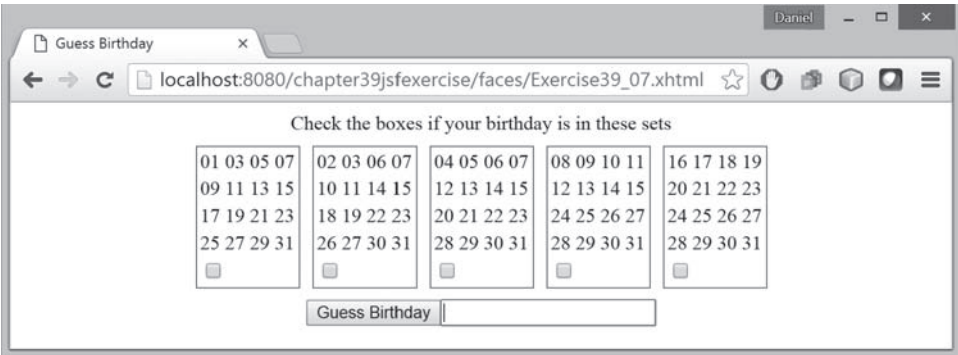 Daniel
Guess Birthday
localhost:8080/chapter39jsfexercise/faces/Exercise39_07.xhtml
Check the boxes if your birthday is in these sets
01 03 05 07
09 11 13 15
17 19 21 23
25 27 29 31
02 03 06 07
10 11 14 15
18 19 22 23
26 27 30 31
04 05 06 07
12 13 14 15
20 21 22 23
28 29 30 31
08 09 10 11
12 13 14 15
24 25 26 27
28 29 30 31
16 17 18 19
20 21 22 23
24 25 26 27
28 29 30 31
Guess Birthday